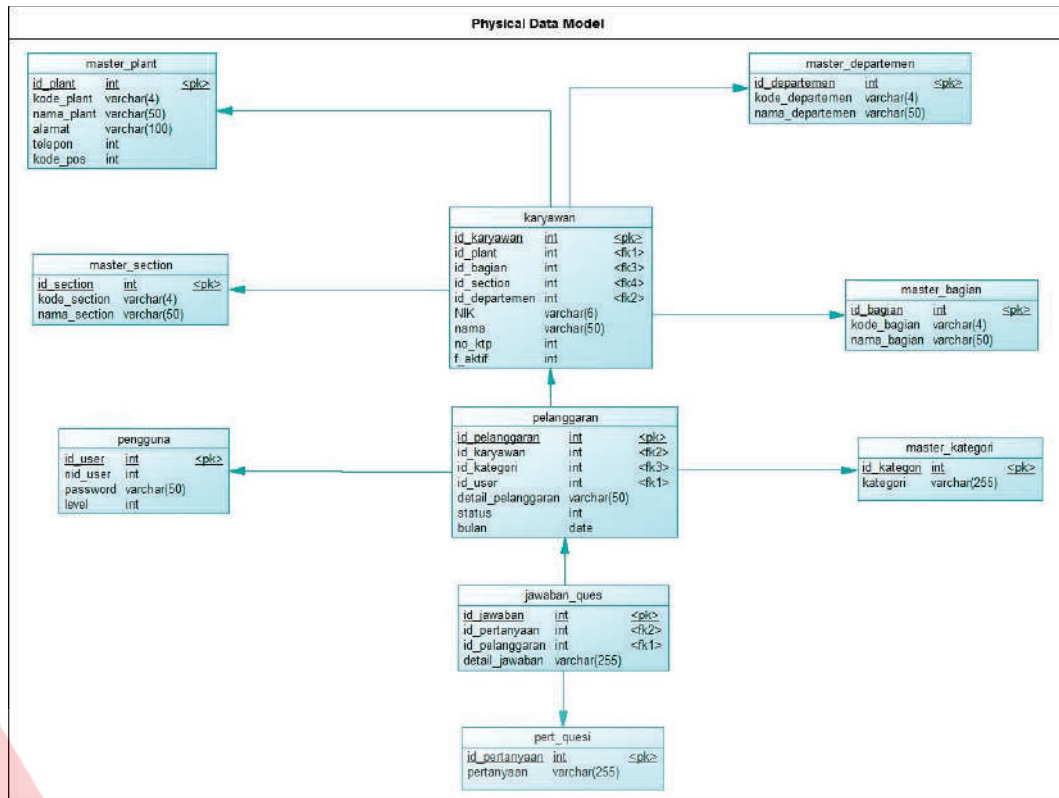 Physical Data Model
master_plant
id_plant int <pk>
kode_plant varchar(4)
nama_plant varchar(50)
alamat varchar(100)
telepon int
kode_pos int
master_departemen
id_departemen int <pk>
kode_departemen varchar(4)
nama_departemen varchar(50)
karyawan
id_karyawan int <pk>
id_plant int <fk1>
id_bagian int <fk3>
id_section int <fk4>
id_departemen int <fk2>
NIK varchar(6)
nama varchar(50)
no_ktp int
f_aktif int
master_section
id_section int <pk>
kode_section varchar(4)
nama_section varchar(50)
master_bagian
id_bagian int <pk>
kode_bagian varchar(4)
nama_bagian varchar(50)
pelanggaran
id_pelanggaran int <pk>
id_karyawan int <fk2>
id_kategori int <fk3>
id_user int <fk1>
detail_pelanggaran varchar(50)
status int
bulan date
pengguna
id_user int <pk>
nid_user int
password varchar(50)
level int
master_kategori
id_kategori int <pk>
kategori varchar(255)
jawaban_ques
id_jawaban int <pk>
id_pertanyaan int <fk2>
id_pelanggaran int <fk1>
detail_jawaban varchar(255)
pert_quesi
id_pertanyaan int <pk>
pertanyaan varchar(255)